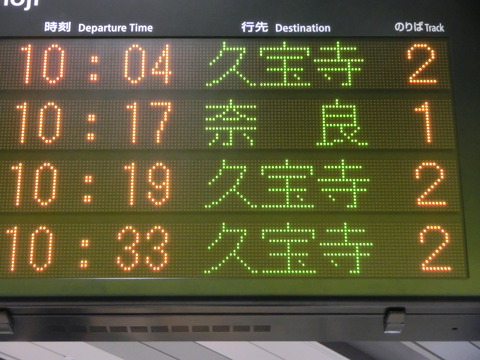 時刻 Departure Time 行先 Destination のりば Track
10:04 久宝寺 2
10:17 奈良 1
10:19 久宝寺 2
10:33 久宝寺 2